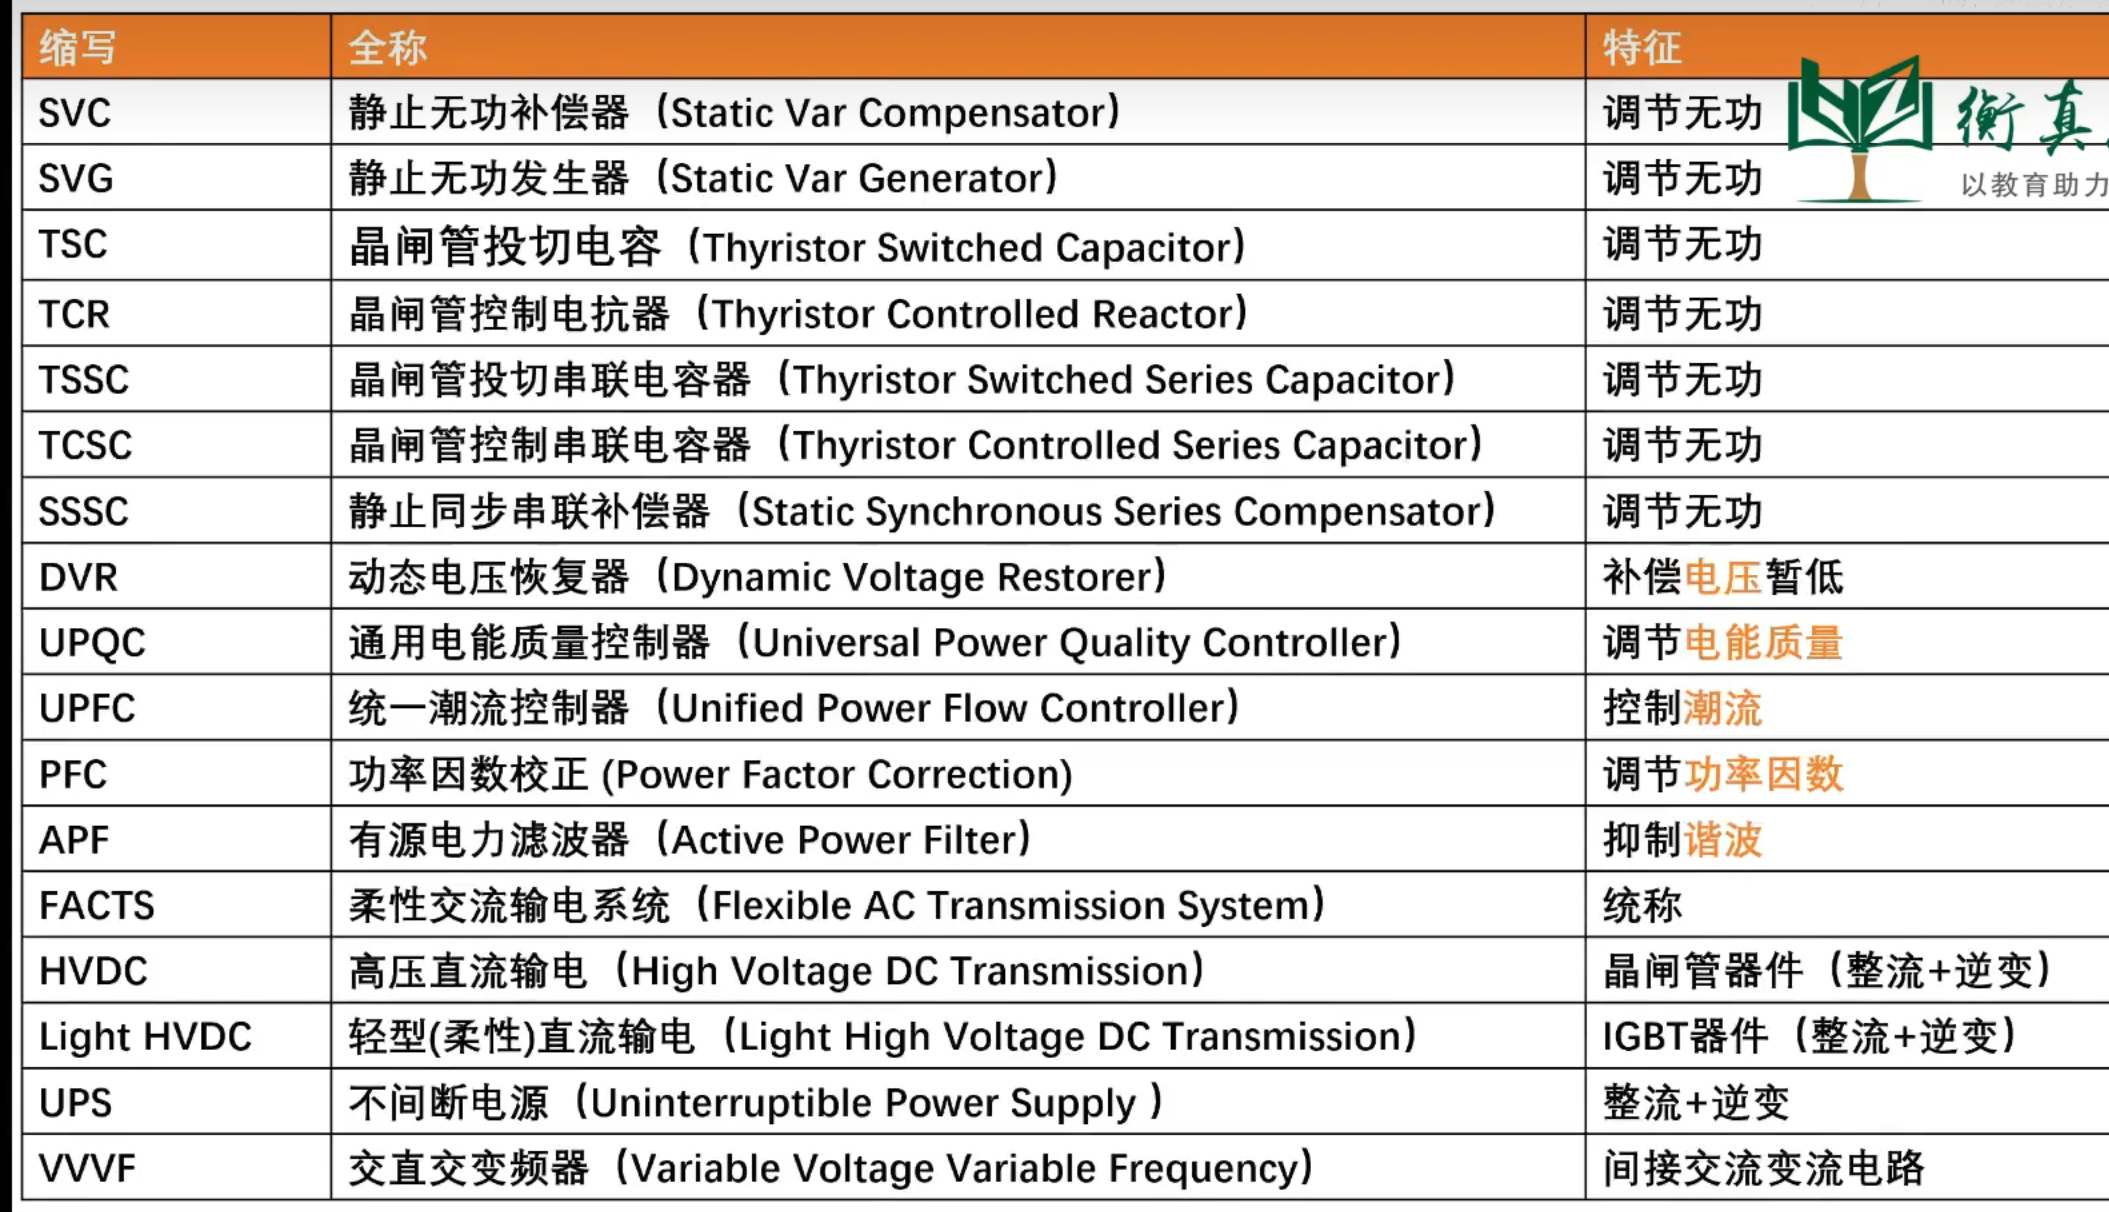 缩写 全称 特征
SVC 静止无功补偿器（Static Var Compensator） 调节无功
SVG 静止无功发生器（Static Var Generator） 调节无功
TSC 晶闸管投切电容（Thyristor Switched Capacitor） 调节无功
TCR 晶闸管控制电抗器（Thyristor Controlled Reactor） 调节无功
TSSC 晶闸管投切串联电容器（Thyristor Switched Series Capacitor） 调节无功
TCSC 晶闸管控制串联电容器（Thyristor Controlled Series Capacitor） 调节无功
SSSC 静止同步串联补偿器（Static Synchronous Series Compensator） 调节无功
DVR 动态电压恢复器（Dynamic Voltage Restorer） 补偿电压暂低
UPQC 通用电能质量控制器（Universal Power Quality Controller） 调节电能质量
UPFC 统一潮流控制器（Unified Power Flow Controller） 控制潮流
PFC 功率因数校正 (Power Factor Correction) 调节功率因数
APF 有源电力滤波器（Active Power Filter） 抑制谐波
FACTS 柔性交流输电系统（Flexible AC Transmission System） 统称
HVDC 高压直流输电（High Voltage DC Transmission） 晶闸管器件（整流+逆变）
Light HVDC 轻型(柔性)直流输电（Light High Voltage DC Transmission） IGBT器件（整流+逆变）
UPS 不间断电源（Uninterruptible Power Supply ） 整流+逆变
VVVF 交直交变频器（Variable Voltage Variable Frequency） 间接交流变流电路
衡真
以教育助力